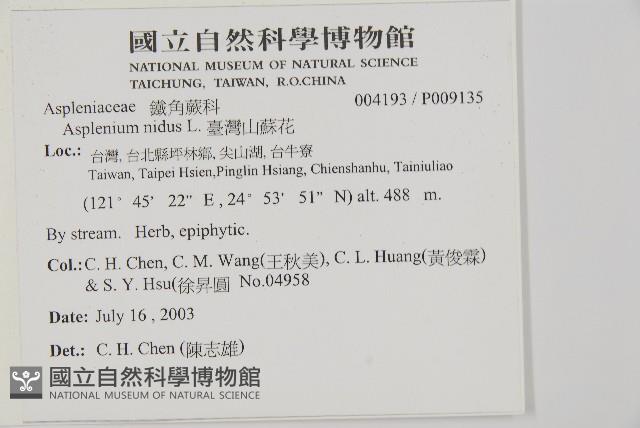 國立自然科學博物館
NATIONAL MUSEUM OF NATURAL SCIENCE
TAICHUNG, TAIWAN, R.O.CHINA
Aspleniaceae 鐵角蕨科 004193 / P009135
Asplenium nidus L. 臺灣山蘇花
Loc.: 台灣, 台北縣坪林鄉, 尖山湖, 台牛寮
Taiwan, Taipei Hsien,Pinglin Hsiang, Chienshanhu, Tainiuliao
(121° 45' 22" E , 24° 53' 51" N) alt. 488 m.
By stream. Herb, epiphytic.
Col.: C. H. Chen, C. M. Wang(王秋美), C. L. Huang(黃俊霖)
& S. Y. Hsu(徐昇圓 No.04958
Date: July 16 , 2003
Det.: C. H. Chen (陳志雄)
國立自然科學博物館
NATIONAL MUSEUM OF NATURAL SCIENCE